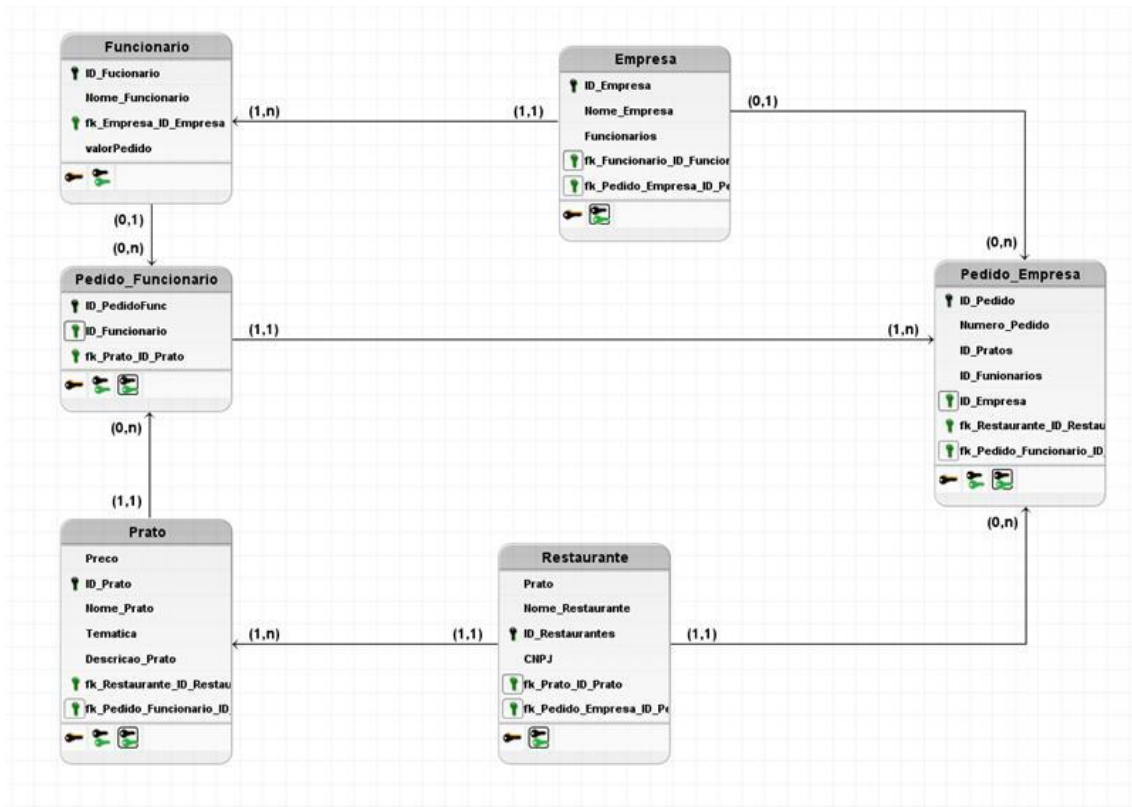 Funcionario
ID_Fucionario
Nome_Funcionario
fk_Empresa_ID_Empresa
valorPedido
(1,n)
(1,1)
Empresa
ID_Empresa
Nome_Empresa
Funcionarios
fk_Funcionario_ID_Funcior
fk_Pedido_Empresa_ID_Pe
(0,1)
(0,n)
(0,1)
(0,n)
Pedido_Funcionario
ID_PedidoFunc
ID_Funcionario
fk_Prato_ID_Prato
(1,1)
(1,n)
Pedido_Empresa
ID_Pedido
Numero_Pedido
ID_Pratos
ID_Funionarios
ID_Empresa
fk_Restaurante_ID_Restau
fk_Pedido_Funcionario_ID_
(0,n)
(0,n)
(1,1)
Prato
Preco
ID_Prato
Nome_Prato
Tematica
Descricao_Prato
fk_Restaurante_ID_Restau
fk_Pedido_Funcionario_ID_
(1,n)
(1,1)
Restaurante
Prato
Nome_Restaurante
ID_Restaurantes
CNPJ
fk_Prato_ID_Prato
fk_Pedido_Empresa_ID_Pe
(1,1)